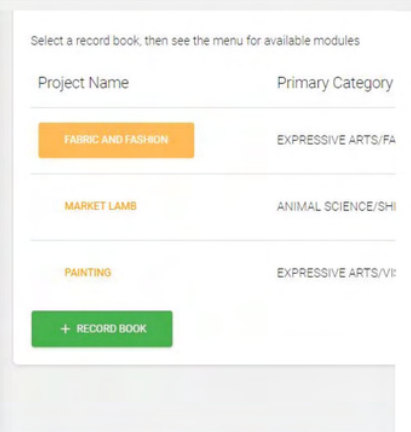 Select a record book, then see the menu for available modules
Project Name Primary Category
FABRIC AND FASHION EXPRESSIVE ARTS/FA
MARKET LAMB ANIMAL SCIENCE/SH
PAINTING EXPRESSIVE ARTS/VI
+ RECORD BOOK